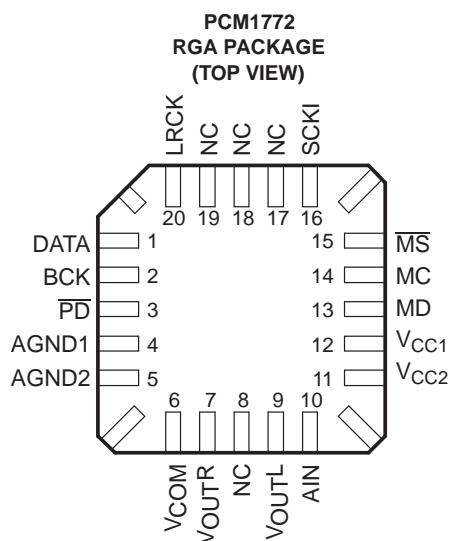 PCM1772
RGA PACKAGE
(TOP VIEW)
LRCK NC NC NC SCKI
20 19 18 17 16
DATA 1 15 MS
BCK 2 14 MC
PD 3 13 MD
AGND1 4 12 VCC1
AGND2 5 11 VCC2
6 7 8 9 10
VCOM VOUTR NC VOUTL AIN